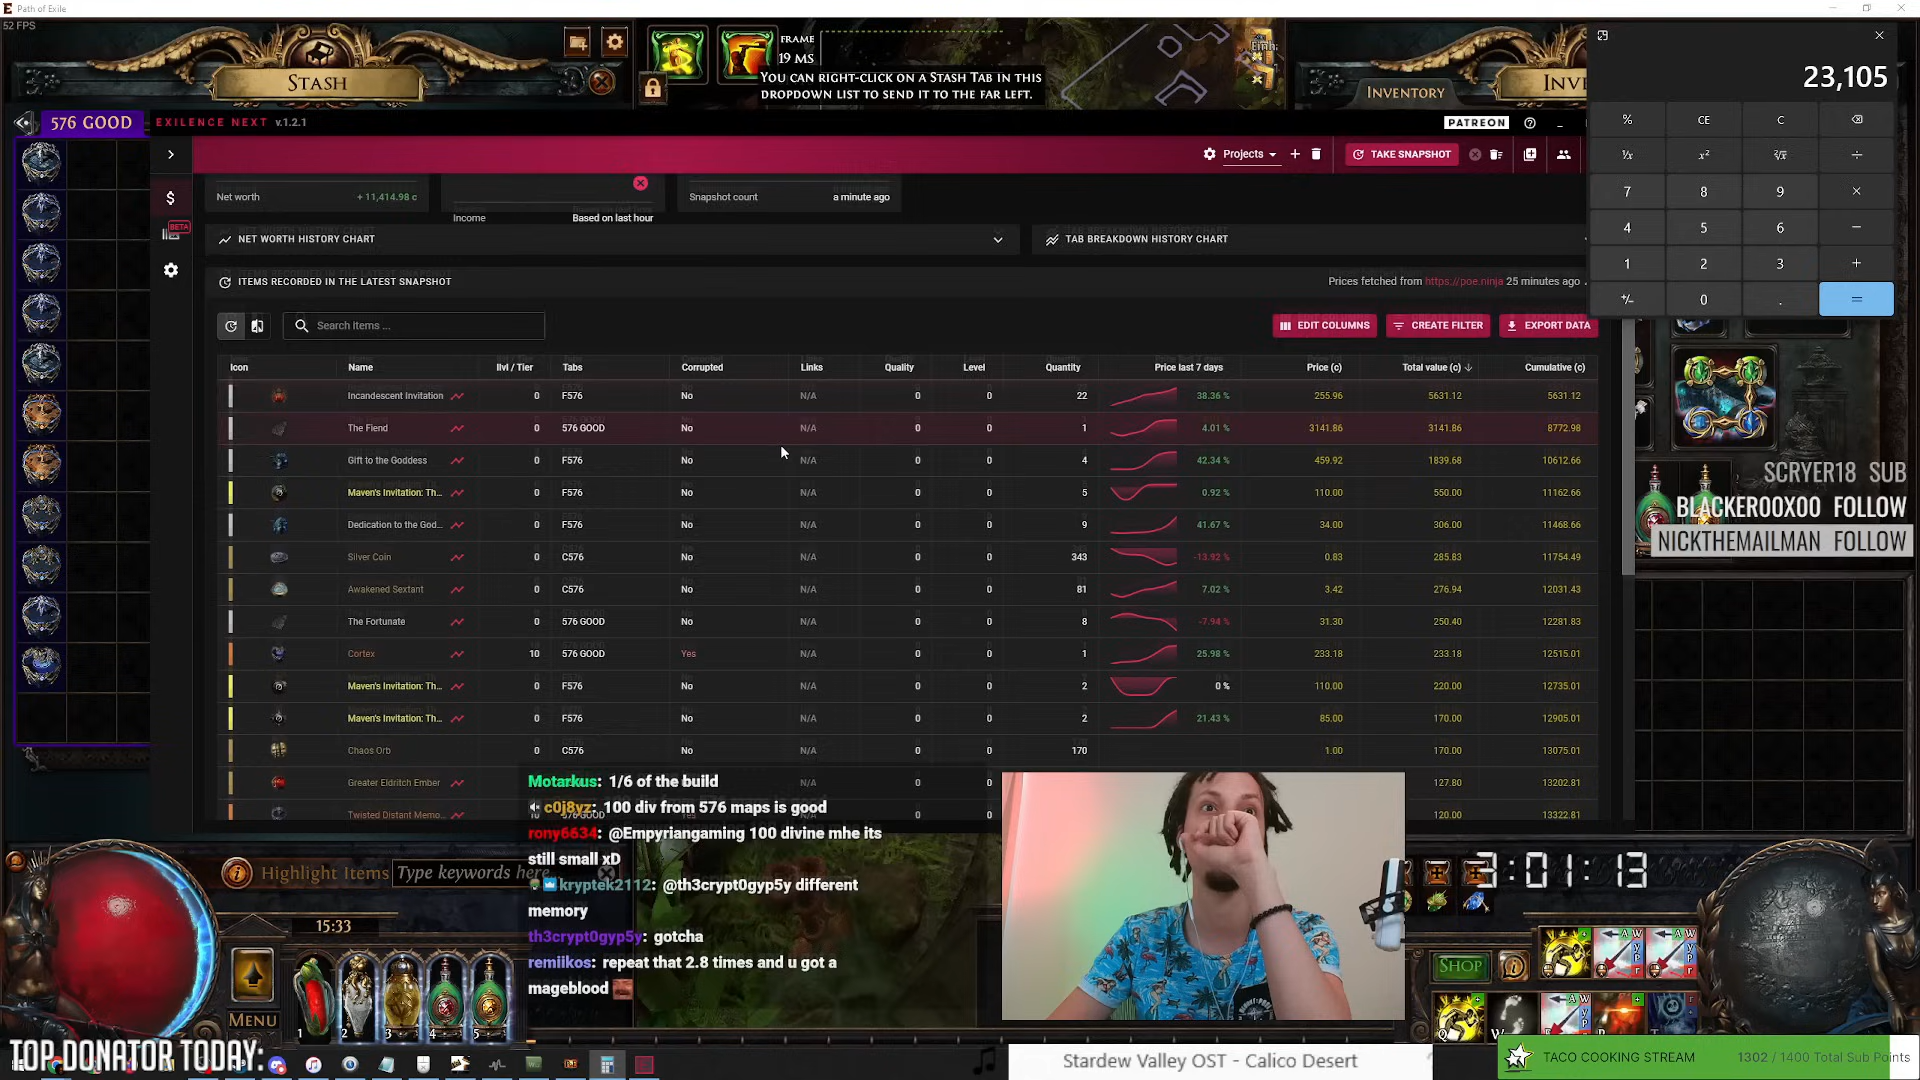 Path of Exile
52 FPS
STASH
FRAME
19 MS
YOU CAN RIGHT-CLICK ON A STASH TAB IN THIS
DROPDOWN LIST TO SEND IT TO THE FAR LEFT.
INVENTORY
23,105
576 GOOD
EXILENCE NEXT v.1.2.1
PATREON
Projects
TAKE SNAPSHOT
Net worth
+ 11,414.98 c
Income
Based on last hour
Snapshot count
a minute ago
BETA
NET WORTH HISTORY CHART
TAB BREAKDOWN HISTORY CHART
ITEMS RECORDED IN THE LATEST SNAPSHOT
Prices fetched from https://poe.ninja 25 minutes ago
Search items ...
EDIT COLUMNS
CREATE FILTER
EXPORT DATA
% CE C
7 8 9 ×
4 5 6 −
1 2 3 +
+/− 0 . =
Icon Name Ilvl / Tier Tabs Corrupted Links Quality Level Quantity Price last 7 days Price (c) Total value (c) Cumulative (c)
Incandescent Invitation 0 F576 No N/A 0 0 22 38.36 % 255.96 5631.12 5631.12
The Fiend 0 576 GOOD No N/A 0 0 1 4.01 % 3141.86 3141.86 8772.98
Gift to the Goddess 0 F576 No N/A 0 0 4 42.34 % 459.92 1839.68 10612.66
Maven's Invitation: Th... 0 F576 No N/A 0 0 5 0.92 % 110.00 550.00 11162.66
Dedication to the God... 0 F576 No N/A 0 0 9 41.67 % 34.00 306.00 11468.66
Silver Coin 0 C576 No N/A 0 0 343 -13.92 % 0.83 285.83 11754.49
Awakened Sextant 0 C576 No N/A 0 0 81 7.02 % 3.42 276.94 12031.43
The Fortunate 0 576 GOOD No N/A 0 0 8 -7.94 % 31.30 250.40 12281.83
Cortex 10 576 GOOD Yes N/A 0 0 1 25.98 % 233.18 233.18 12515.01
Maven's Invitation: Th... 0 F576 No N/A 0 0 2 0 % 110.00 220.00 12735.01
Maven's Invitation: Th... 0 F576 No N/A 0 0 2 21.43 % 85.00 170.00 12905.01
Chaos Orb 0 C576 No N/A 0 0 170 1.00 170.00 13075.01
Greater Eldritch Ember 127.80 13202.81
Twisted Distant Memo... 120.00 13322.81
SCRYER18 SUB
BLACKEROOXOO FOLLOW
NICKTHEMAILMAN FOLLOW
Motarkus: 1/6 of the build
c0j8yz: 100 div from 576 maps is good
rony6634: @Empyriangaming 100 divine mhe its
still small xD
kryptek2112: @th3crypt0gyp5y different
memory
th3crypt0gyp5y: gotcha
remiikos: repeat that 2.8 times and u got a
mageblood
Highlight Items
Type keywords here
3:01:13
15:33
MENU
1 2 3 4 5
SHOP
TOP DONATOR TODAY:
Stardew Valley OST - Calico Desert
TACO COOKING STREAM
1302 / 1400 Total Sub Points